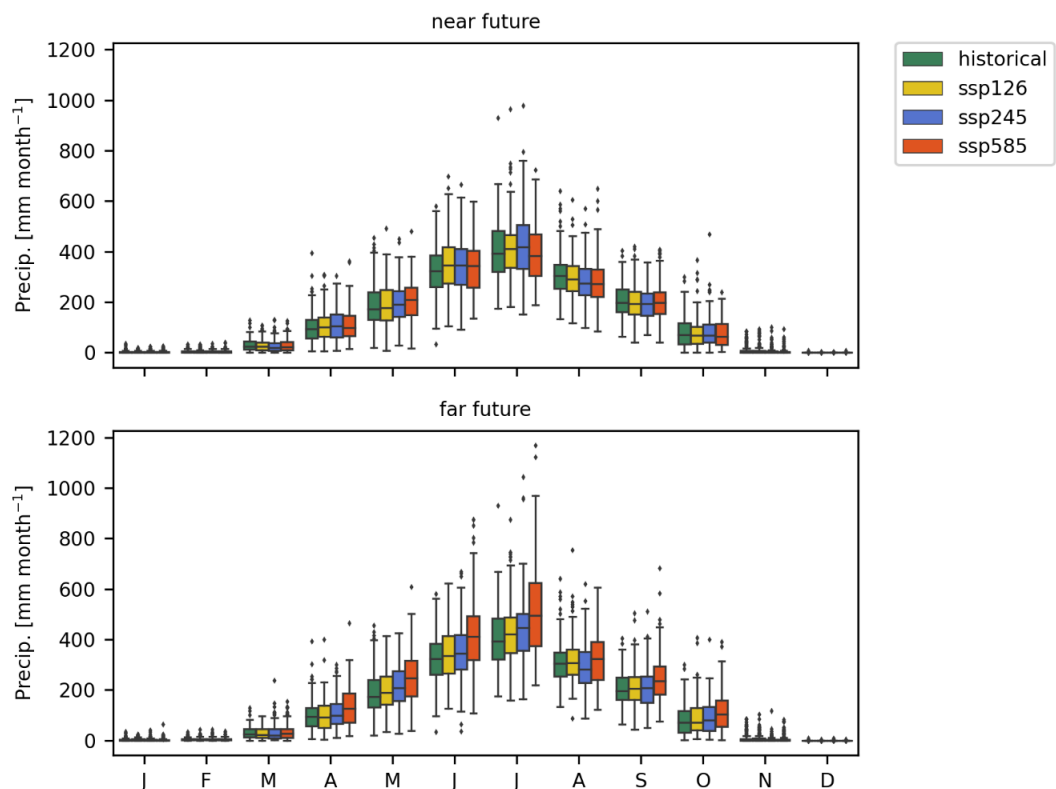 near future
1200
1000
800
600
400
200
0
Precip. [mm month⁻¹]
J F M A M J J A S O N D
historical
ssp126
ssp245
ssp585
far future
1200
1000
800
600
400
200
0
Precip. [mm month⁻¹]
J F M A M J J A S O N D